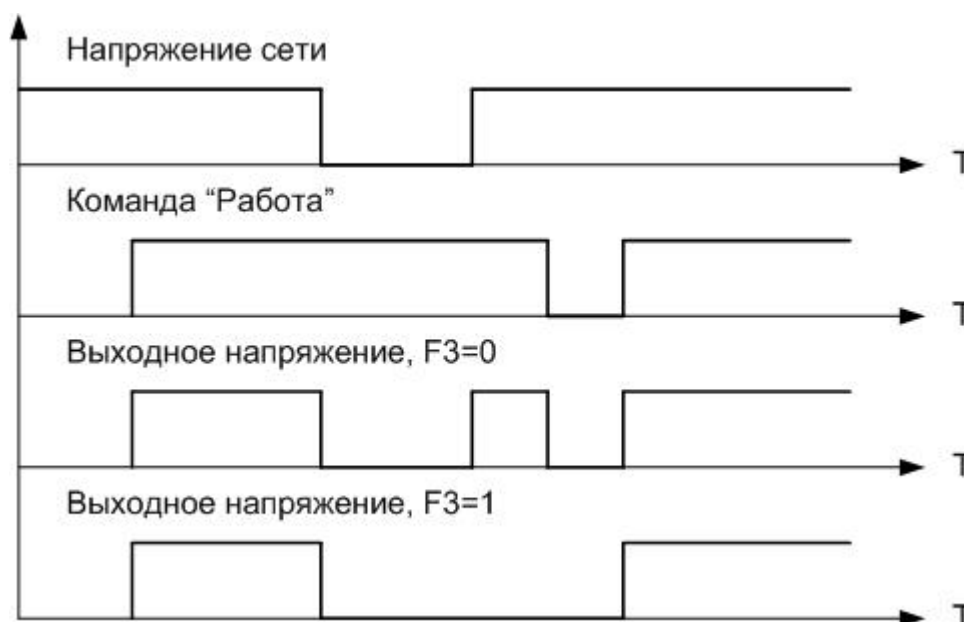 Напряжение сети
T
Команда “Работа”
T
Выходное напряжение, F3=0
T
Выходное напряжение, F3=1
T